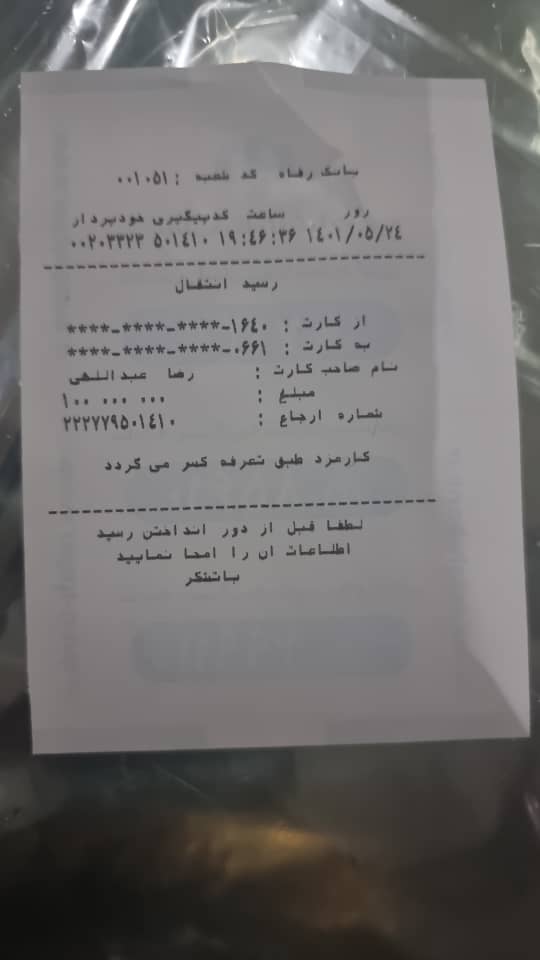 بانک رفاه کد شعبه : ۰۰۱۰۵۱
روز ساعت کدپیگیری خودپرداز
۱۴۰۱/۰۵/۲۴ ۱۹:۴۶:۳۶ ۵۰۱۴۱۰ ۰۰۲۰۳۳۲۳
رسید انتقال
از کارت : ****-****-****-۱۶۴۰
به کارت : ****-****-****-۰۶۶۱
نام صاحب کارت : رضا عبداللهی
مبلغ : ۱۰۰ ۰۰۰ ۰۰۰
شماره ارجاع : ۲۲۲۷۷۹۵۰۱۴۱۰
کارمزد طبق تعرفه کسر می گردد
لطفا قبل از دور انداختن رسید
اطلاعات ان را امحا نمایید
باتشکر